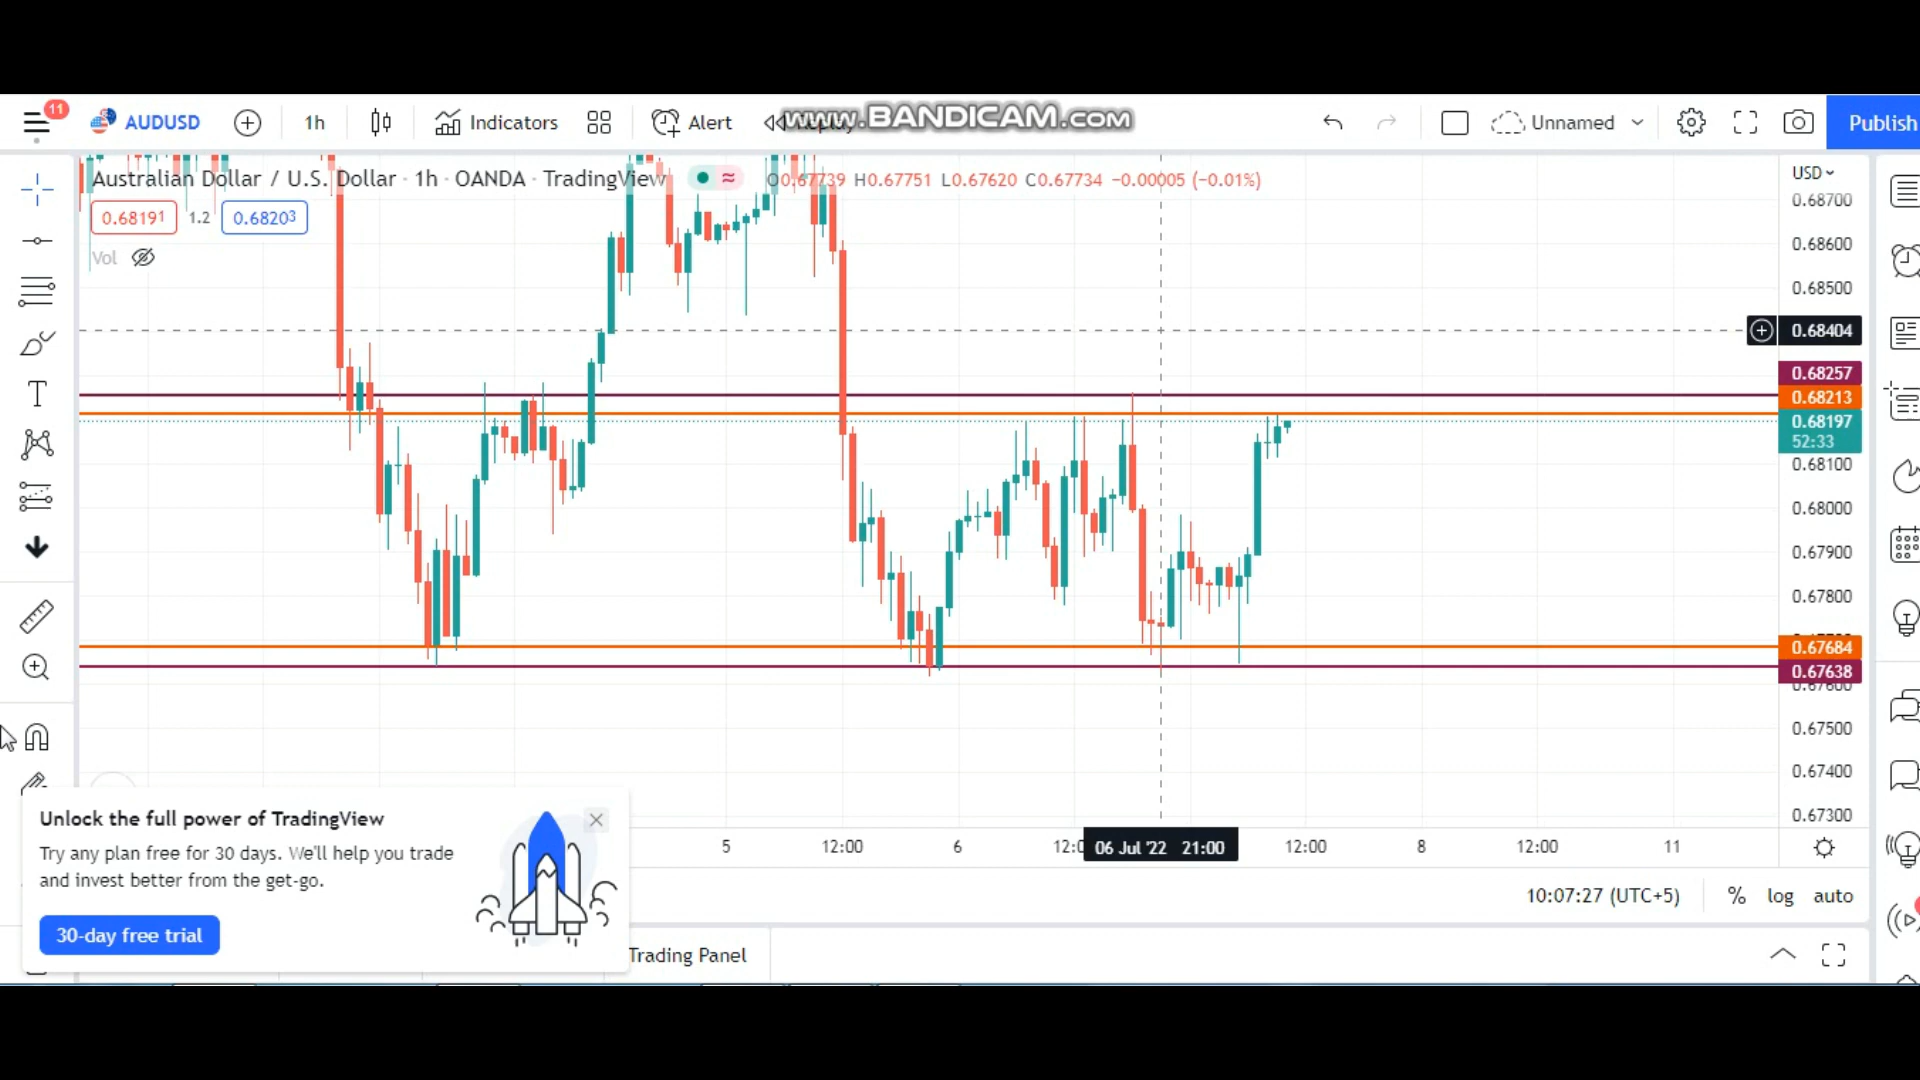 www.BANDICAM.com
11
AUDUSD
1h
Indicators
Alert
Unnamed
Publish
Australian Dollar / U.S. Dollar · 1h · OANDA · TradingView
O0.67739 H0.67751 L0.67620 C0.67734 −0.00005 (−0.01%)
USD
0.68191
1.2
0.68203
Vol
0.68700
0.68600
0.68500
0.68404
0.68257
0.68213
0.68197
52:33
0.68100
0.68000
0.67900
0.67800
0.67684
0.67638
0.67600
0.67500
0.67400
0.67300
5
12:00
6
06 Jul '22 21:00
12:00
8
12:00
11
Unlock the full power of TradingView
Try any plan free for 30 days. We'll help you trade
and invest better from the get-go.
30-day free trial
10:07:27 (UTC+5)
%
log
auto
Trading Panel